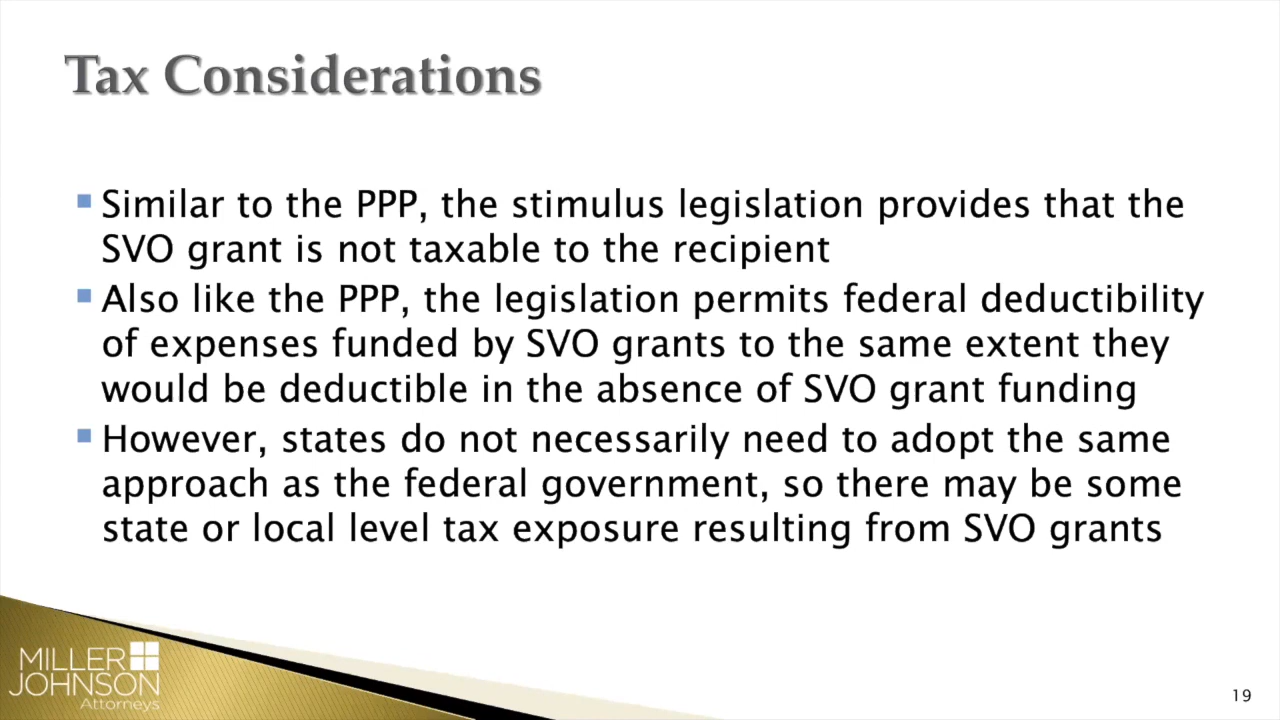 Tax Considerations
Similar to the PPP, the stimulus legislation provides that the
SVO grant is not taxable to the recipient
Also like the PPP, the legislation permits federal deductibility
of expenses funded by SVO grants to the same extent they
would be deductible in the absence of SVO grant funding
However, states do not necessarily need to adopt the same
approach as the federal government, so there may be some
state or local level tax exposure resulting from SVO grants
MILLER
JOHNSON
Attorneys
19